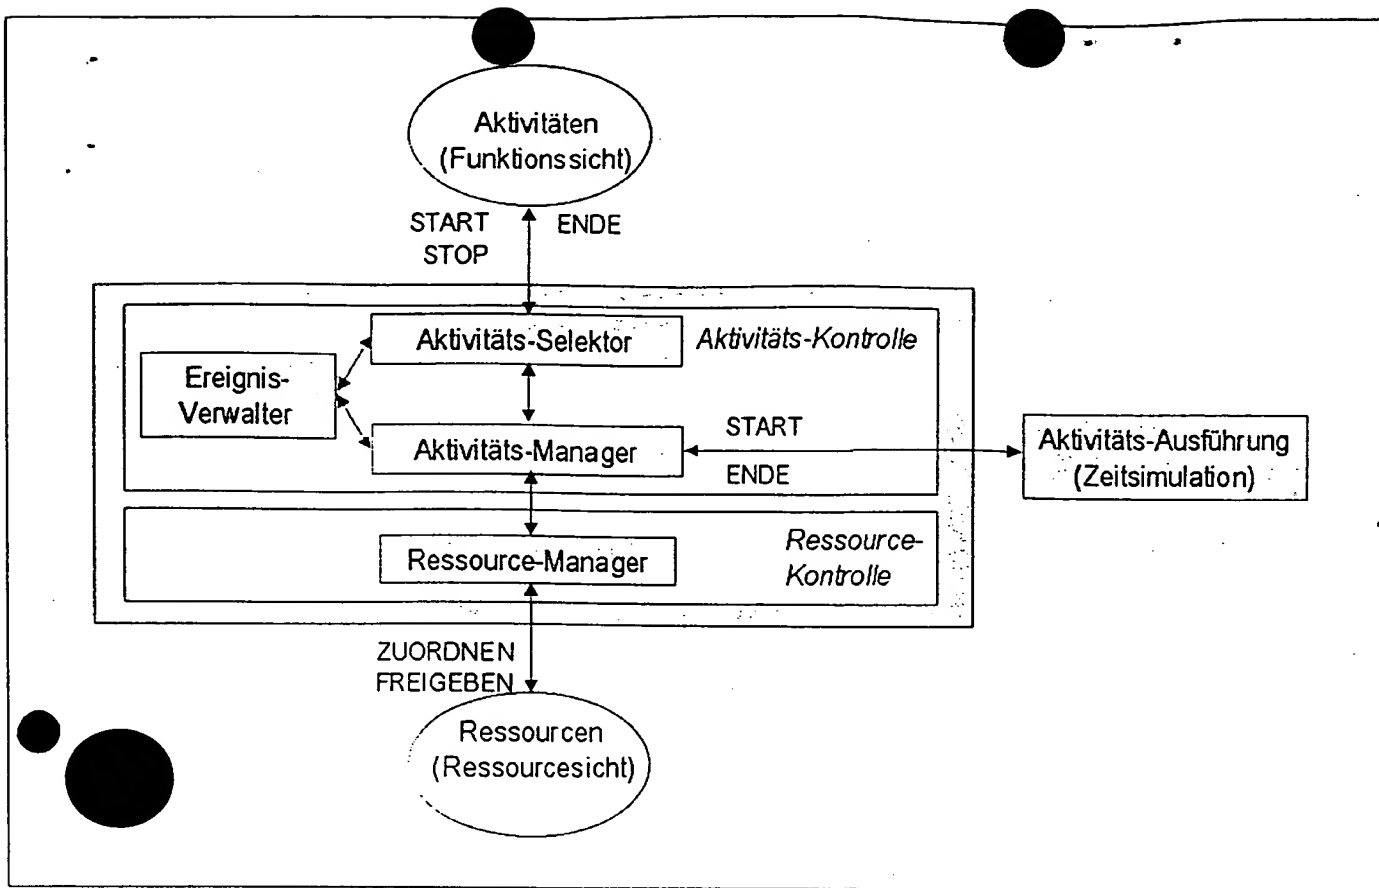 Aktivitäten
(Funktionssicht)
START
ENDE
STOP
Aktivitäts-Selektor
Aktivitäts-Kontrolle
Ereignis-
Verwalter
START
Aktivitäts-Manager
ENDE
Aktivitäts-Ausführung
(Zeitsimulation)
Ressource-Manager
Ressource-
Kontrolle
ZUORDNEN
FREIGEBEN
Ressourcen
(Ressourcesicht)